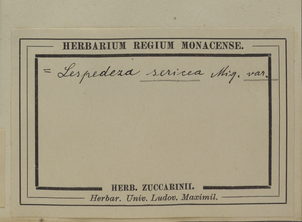 HERBARIUM REGIUM MONACENSE.
= Lespedeza sericea Miq. var.
HERB. ZUCCARINII.
Herbar. Univ. Ludov. Maximil.